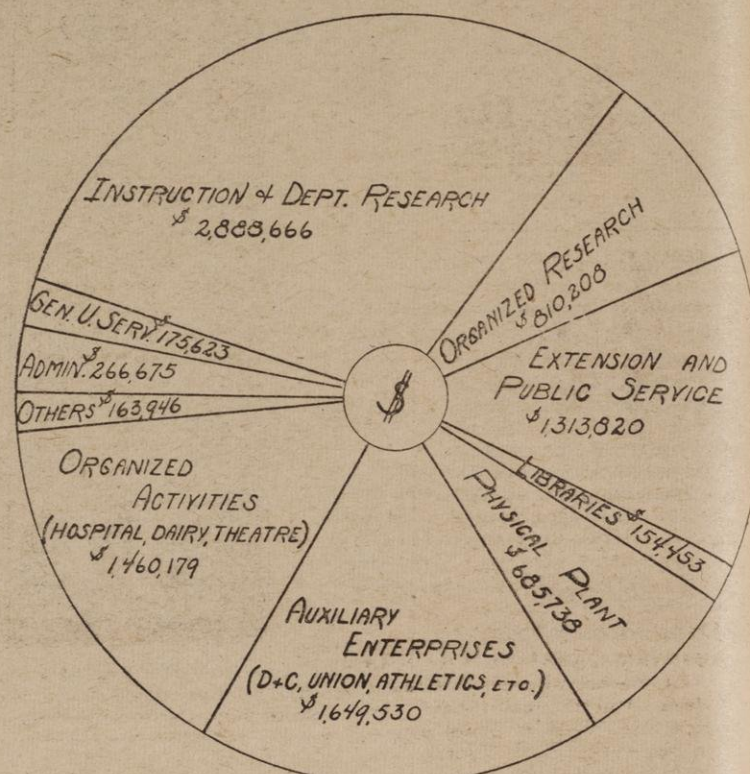 INSTRUCTION & DEPT. RESEARCH
$ 2,888,666
ORGANIZED RESEARCH
$ 810,208
EXTENSION AND
PUBLIC SERVICE
$ 1,313,820
LIBRARIES $ 154,453
PHYSICAL PLANT
$ 685,738
AUXILIARY
ENTERPRISES
(D+C, UNION, ATHLETICS, ETC.)
$ 1,649,530
ORGANIZED
ACTIVITIES
(HOSPITAL, DAIRY, THEATRE)
$ 1,460,179
OTHERS $ 163,946
ADMIN. $ 266,675
GEN. U. SERV. $ 175,623
$